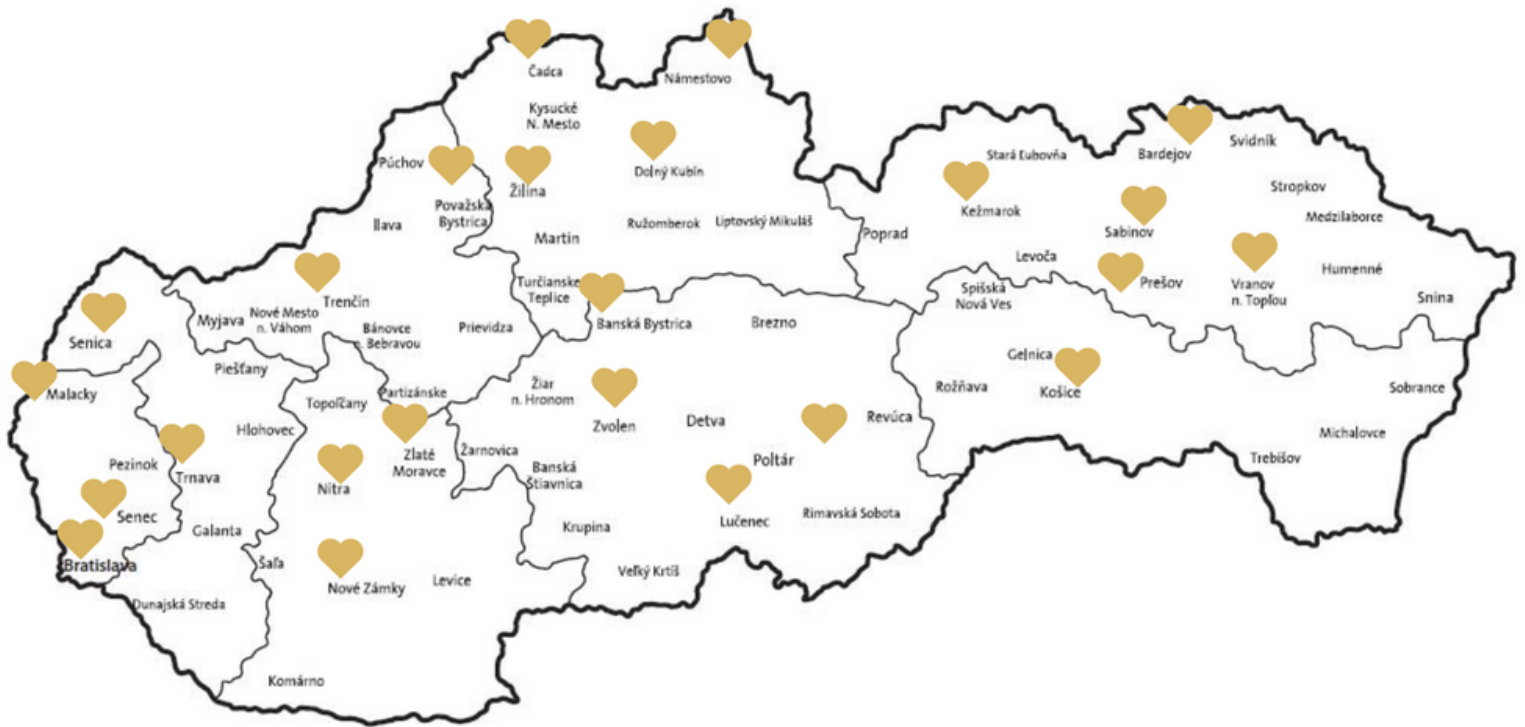 Čadca
Námestovo
Kysucké
N. Mesto
Púchov
Žilina
Dolný Kubín
Stará Ľubovňa
Bardejov
Svidník
Stropkov
Medzilaborce
Považská
Bystrica
Ilava
Martin
Ružomberok
Liptovský Mikuláš
Kežmarok
Poprad
Sabinov
Levoča
Prešov
Vranov
n. Topľou
Humenné
Snina
Turčianske
Teplice
Spišská
Nová Ves
Trenčín
Nové Mesto
n. Váhom
Myjava
Bánovce
n. Bebravou
Prievidza
Banská Bystrica
Brezno
Senica
Piešťany
Malacky
Partizánske
Topoľčany
Žiar
n. Hronom
Zvolen
Detva
Revúca
Rožňava
Gelnica
Košice
Sobrance
Michalovce
Trebišov
Hlohovec
Pezinok
Trnava
Nitra
Zlaté
Moravce
Žarnovica
Banská
Štiavnica
Poltár
Lučenec
Rimavská Sobota
Senec
Galanta
Krupina
Bratislava
Šaľa
Nové Zámky
Levice
Veľký Krtíš
Dunajská Streda
Komárno